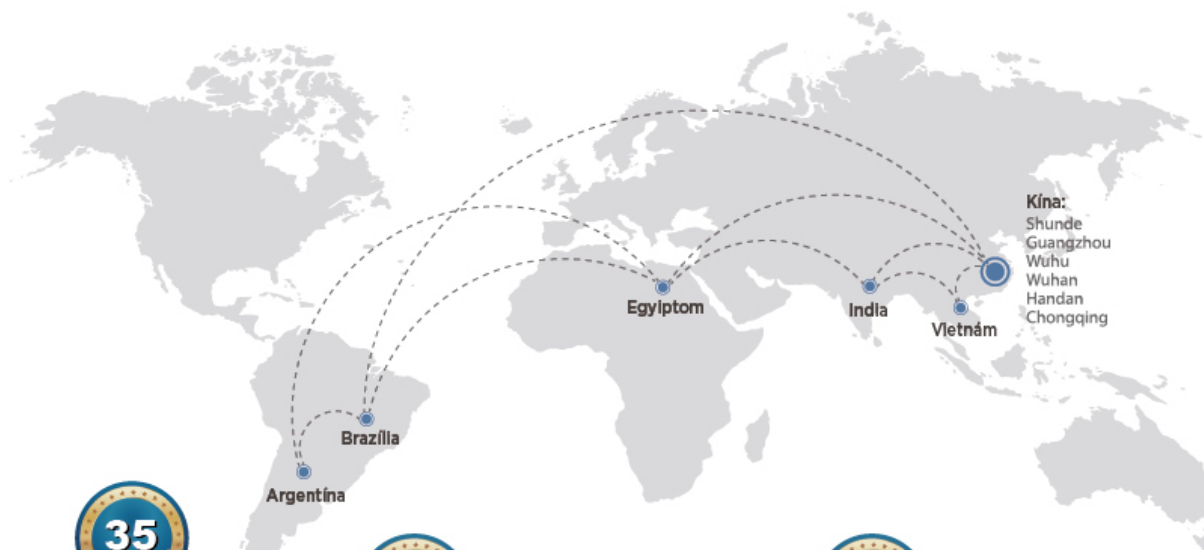 Kína:
Shunde
Guangzhou
Wuhu
Wuhan
Handan
Chongqing
Egyiptom
India
Vietnám
Brazília
Argentína
35